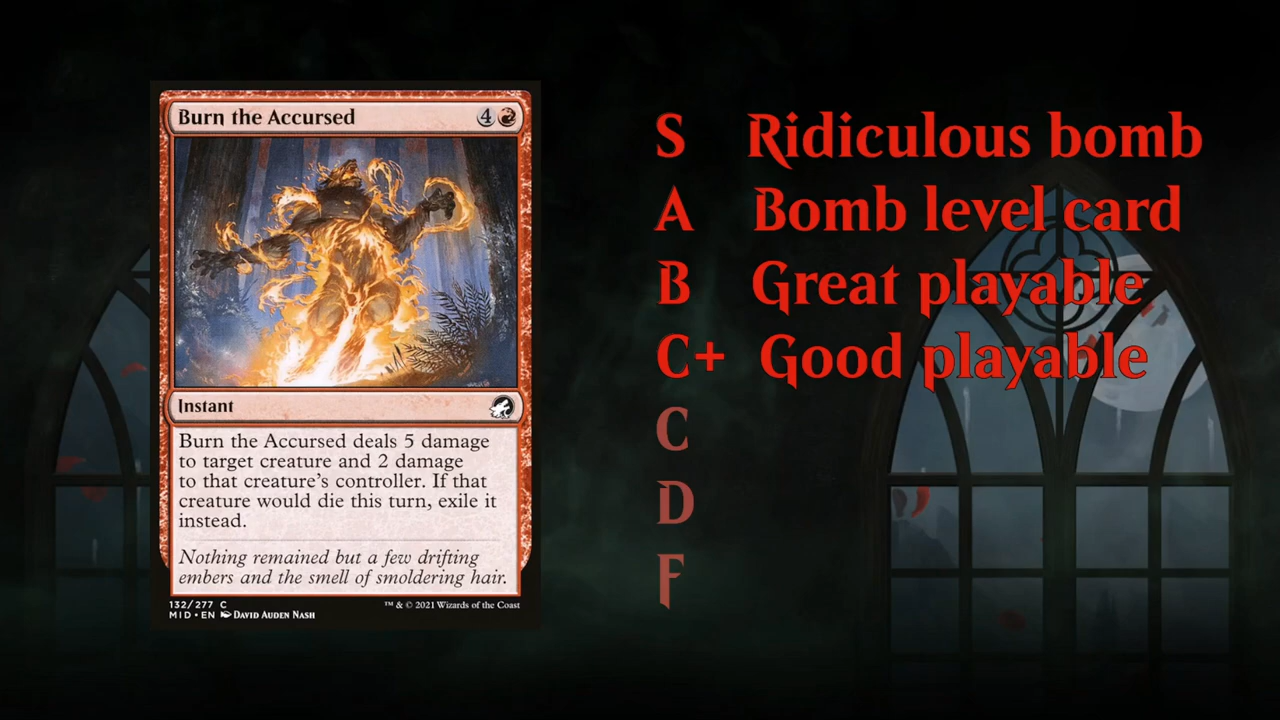 Burn the Accursed 4
Instant
Burn the Accursed deals 5 damage
to target creature and 2 damage
to that creature's controller. If that
creature would die this turn, exile it
instead.
Nothing remained but a few drifting
embers and the smell of smoldering hair.
132/277 C
MID • EN DAVID AUDEN NASH
™ & © 2021 Wizards of the Coast
S Ridiculous bomb
A Bomb level card
B Great playable
C+ Good playable
C
D
F